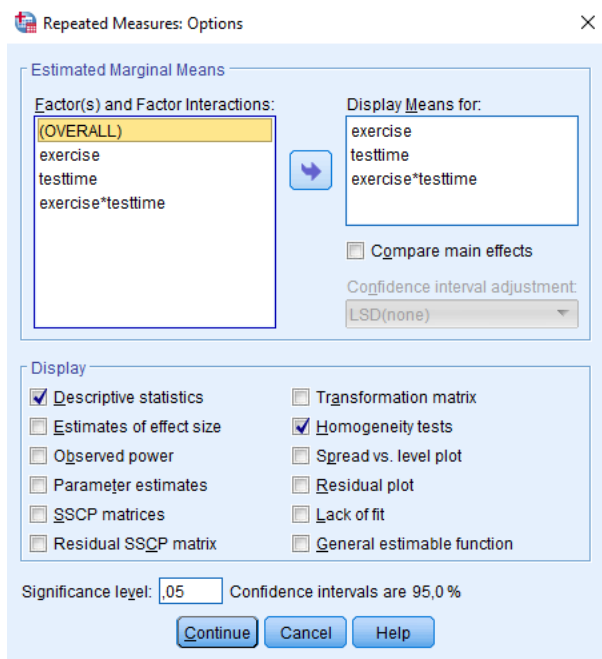 Repeated Measures: Options
Estimated Marginal Means
Factor(s) and Factor Interactions:
(OVERALL)
exercise
testtime
exercise*testtime
Display Means for:
exercise
testtime
exercise*testtime
Compare main effects
Confidence interval adjustment:
LSD(none)
Display
Descriptive statistics
Transformation matrix
Estimates of effect size
Homogeneity tests
Observed power
Spread vs. level plot
Parameter estimates
Residual plot
SSCP matrices
Lack of fit
Residual SSCP matrix
General estimable function
Significance level: ,05 Confidence intervals are 95,0 %
Continue Cancel Help